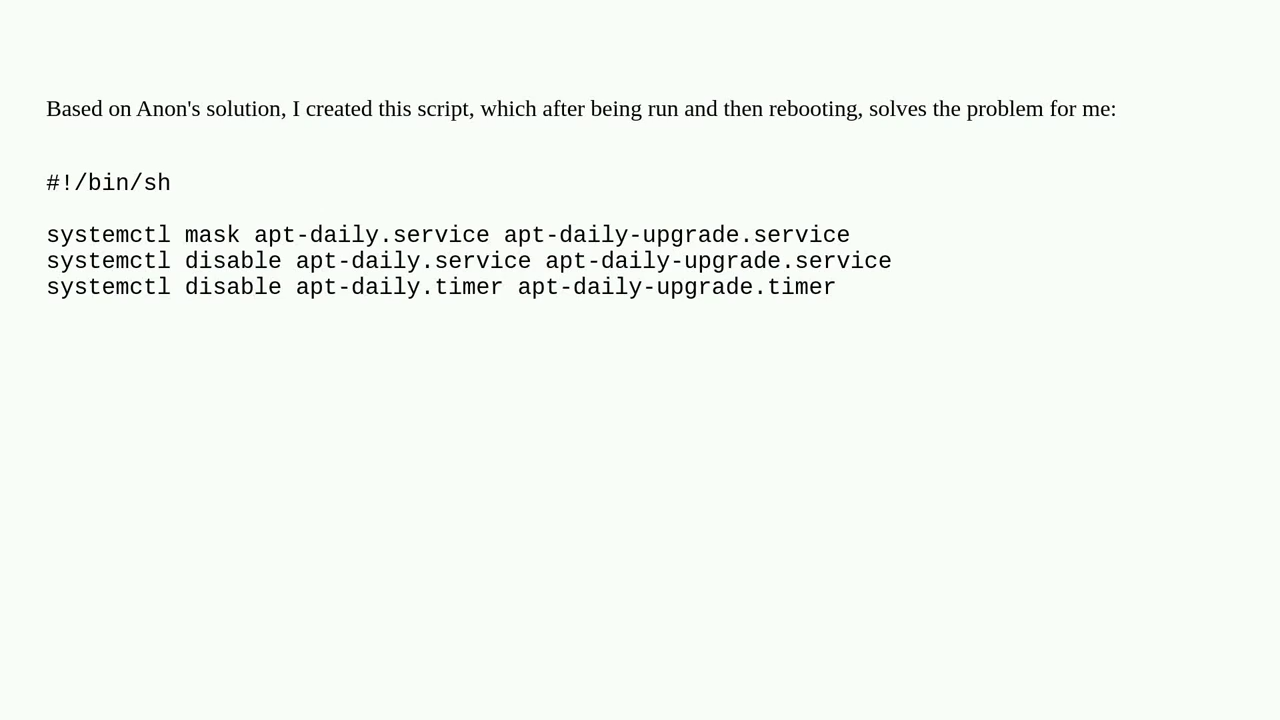 Based on Anon's solution, I created this script, which after being run and then rebooting, solves the problem for me:
#!/bin/sh
systemctl mask apt-daily.service apt-daily-upgrade.service
systemctl disable apt-daily.service apt-daily-upgrade.service
systemctl disable apt-daily.timer apt-daily-upgrade.timer